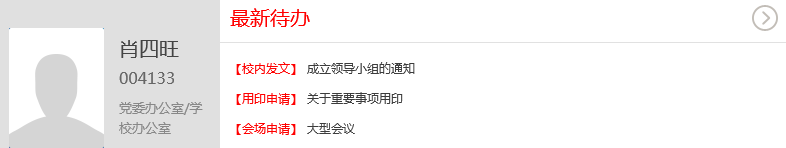 肖四旺
004133
党委办公室/学
校办公室
最新待办
【校内发文】 成立领导小组的通知
【用印申请】 关于重要事项用印
【会场申请】 大型会议